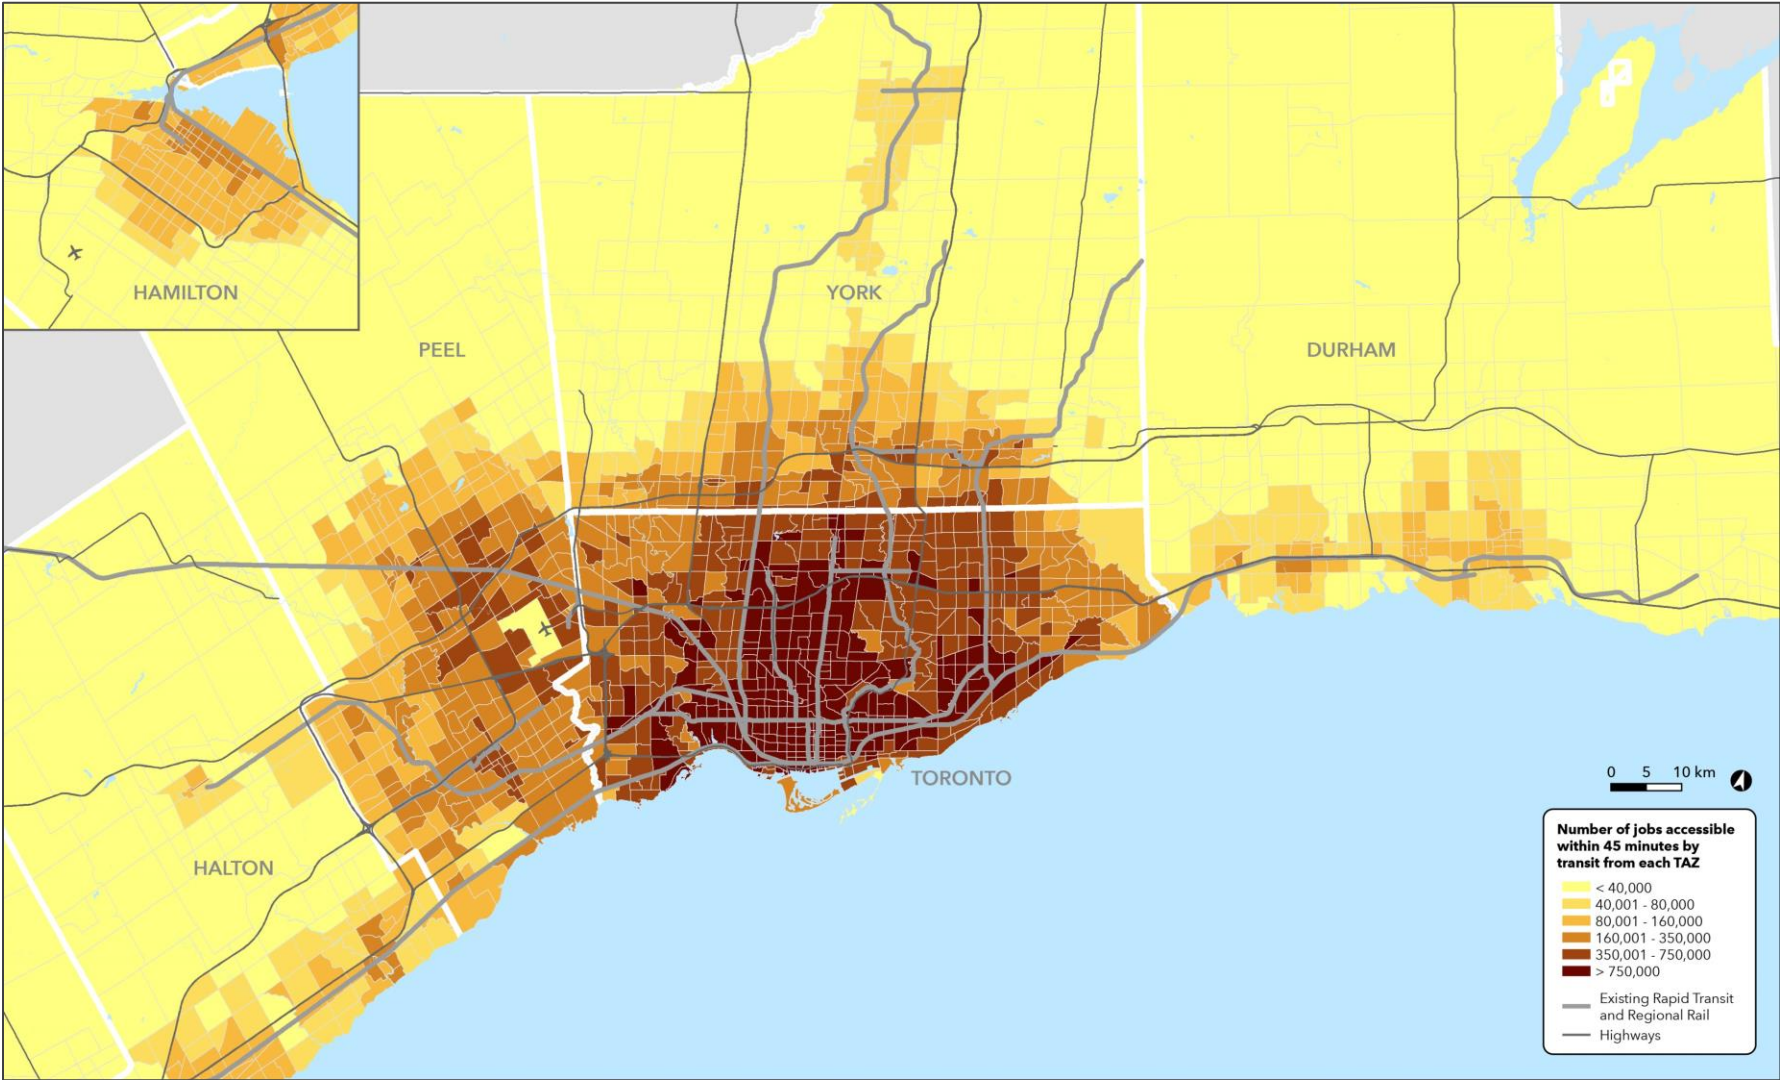 HAMILTON
PEEL
YORK
DURHAM
HALTON
TORONTO
0 5 10 km
Number of jobs accessible
within 45 minutes by
transit from each TAZ
< 40,000
40,001 - 80,000
80,001 - 160,000
160,001 - 350,000
350,001 - 750,000
> 750,000
Existing Rapid Transit
and Regional Rail
Highways